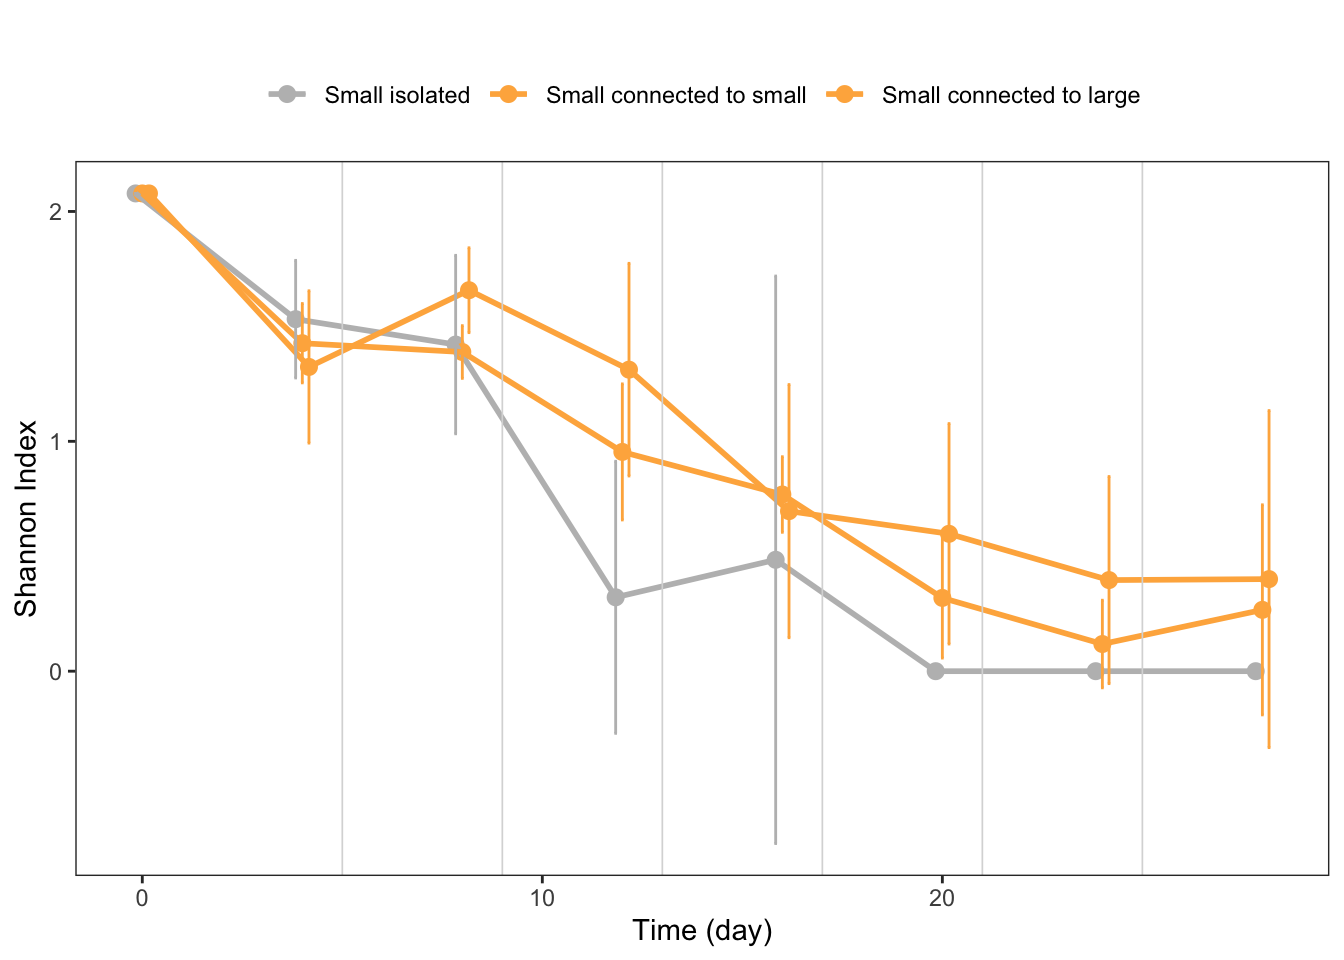 Small isolated Small connected to small Small connected to large
2
1
0
Shannon Index
0 10 20
Time (day)